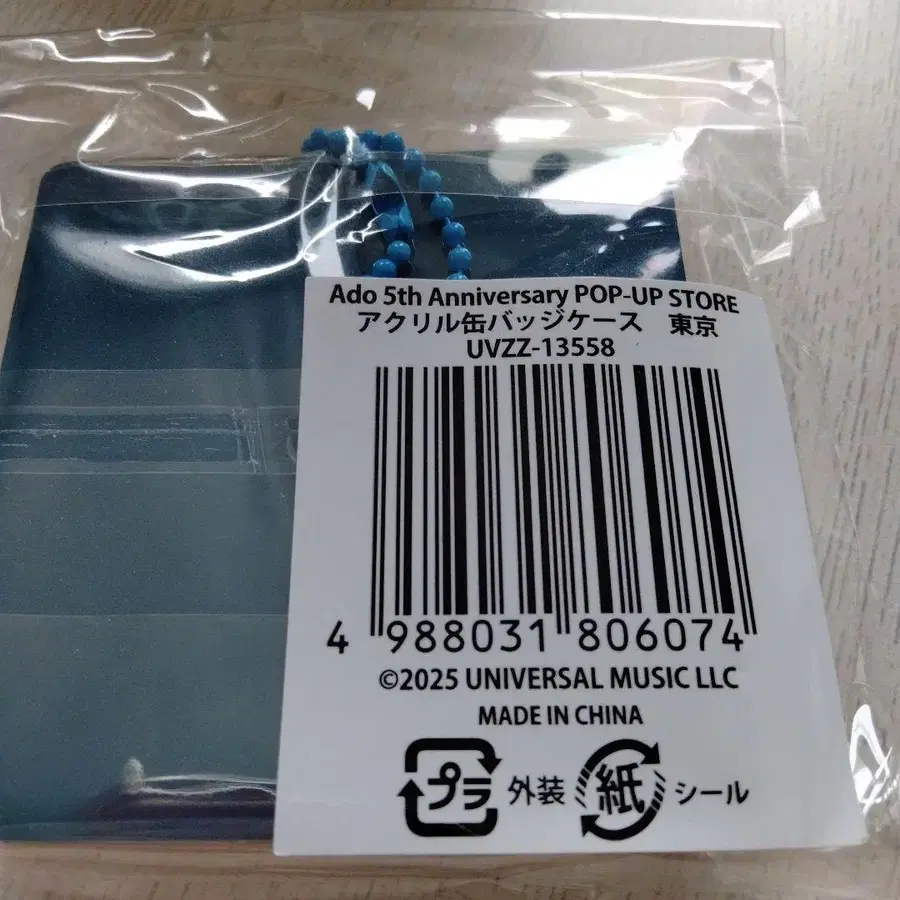 Ado 5th Anniversary POP-UP STORE
アクリル缶バッジケース　東京
UVZZ-13558
4 988031 806074
©2025 UNIVERSAL MUSIC LLC
MADE IN CHINA
プラ 外装 紙 シール